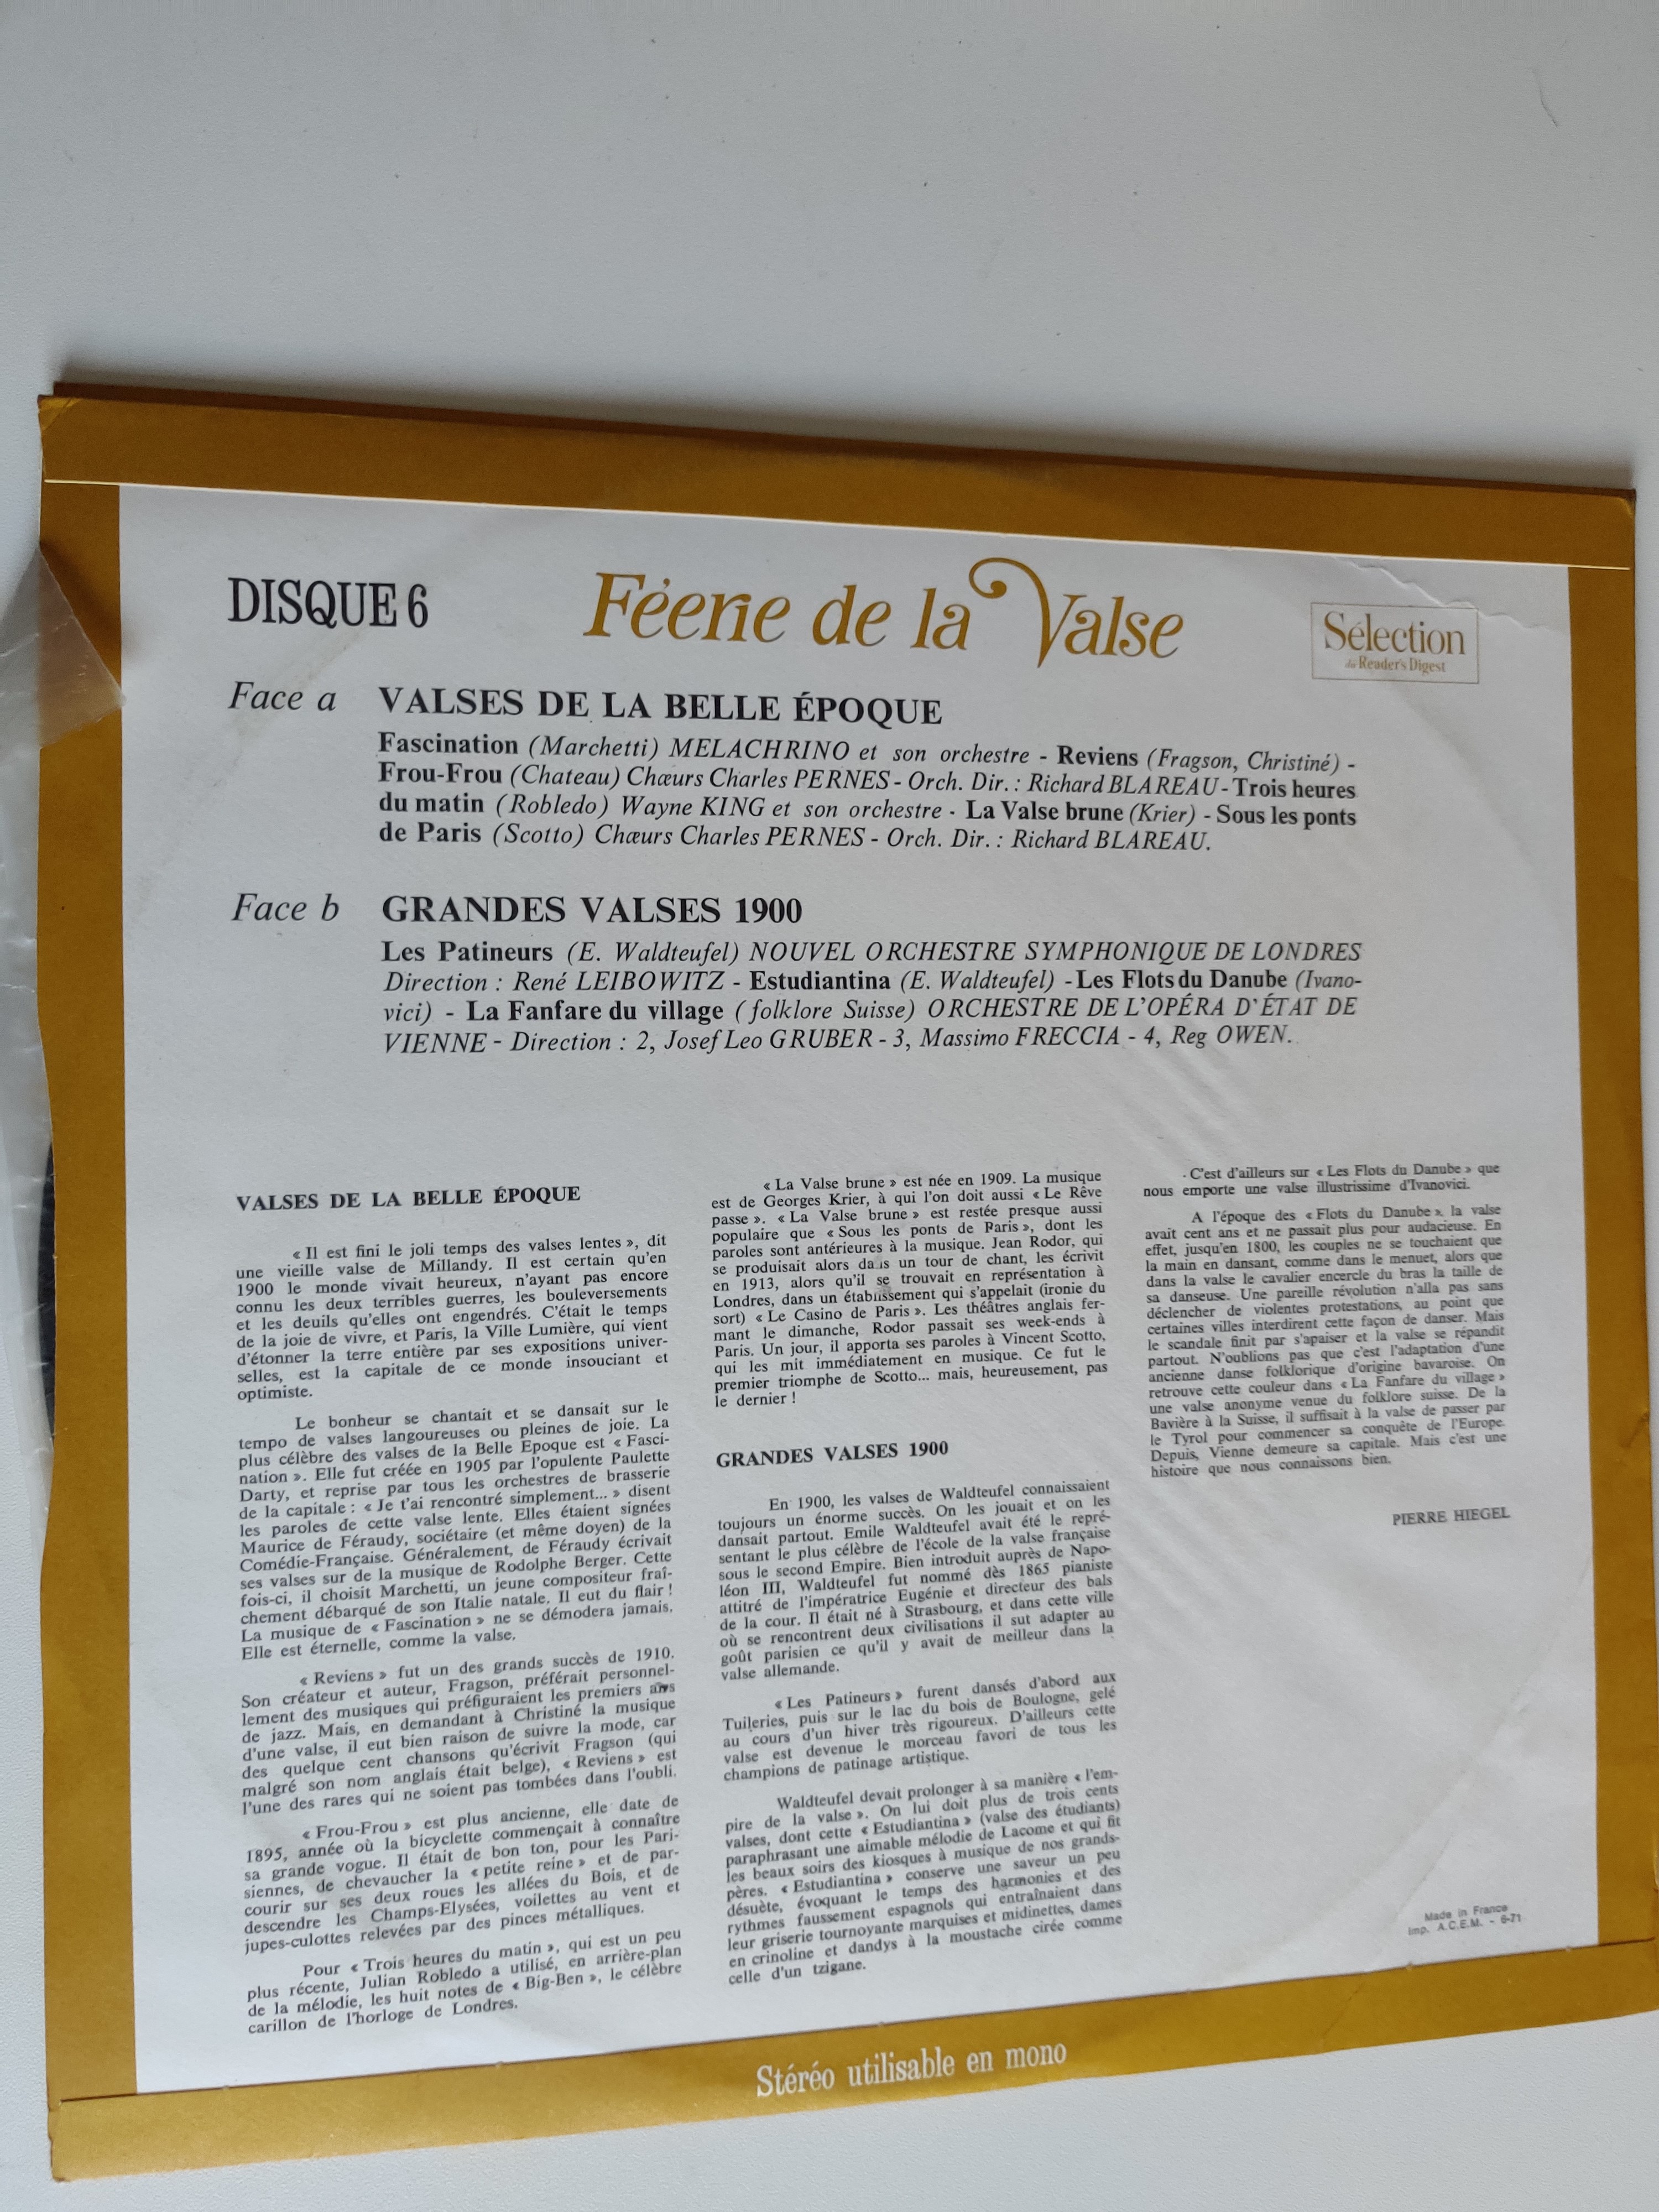 DISQUE 6
Féerie de la Valse
Sélection
du Reader's Digest
Face a VALSES DE LA BELLE ÉPOQUE
Fascination (Marchetti) MELACHRINO et son orchestre - Reviens (Fragson, Christiné) -
Frou-Frou (Chateau) Chœurs Charles PERNES - Orch. Dir. : Richard BLAREAU - Trois heures
du matin (Robledo) Wayne KING et son orchestre - La Valse brune (Krier) - Sous les ponts
de Paris (Scotto) Chœurs Charles PERNES - Orch. Dir. : Richard BLAREAU.
Face b GRANDES VALSES 1900
Les Patineurs (E. Waldteufel) NOUVEL ORCHESTRE SYMPHONIQUE DE LONDRES
Direction : René LEIBOWITZ - Estudiantina (E. Waldteufel) - Les Flots du Danube (Ivano-
vici) - La Fanfare du village (folklore Suisse) ORCHESTRE DE L'OPÉRA D'ÉTAT DE
VIENNE - Direction : 2, Josef Leo GRUBER - 3, Massimo FRECCIA - 4, Reg OWEN.
VALSES DE LA BELLE ÉPOQUE
« Il est fini le joli temps des valses lentes », dit
une vieille valse de Millandy. Il est certain qu'en
1900 le monde vivait heureux, n'ayant pas encore
connu les deux terribles guerres, les bouleversements
et les deuils qu'elles ont engendrés. C'était le temps
de la joie de vivre, et Paris, la Ville Lumière, qui vient
d'étonner la terre entière par ses expositions univer-
selles, est la capitale de ce monde insouciant et
optimiste.
Le bonheur se chantait et se dansait sur le
tempo de valses langoureuses ou pleines de joie. La
plus célèbre des valses de la Belle Epoque est « Fasci-
nation ». Elle fut créée en 1905 par l'opulente Paulette
Darty, et reprise par tous les orchestres de brasserie
de la capitale : « Je t'ai rencontré simplement... » disent
les paroles de cette valse lente. Elles étaient signées
Maurice de Féraudy, sociétaire (et même doyen) de la
Comédie-Française. Généralement, de Féraudy écrivait
ses valses sur de la musique de Rodolphe Berger. Cette
fois-ci, il choisit Marchetti, un jeune compositeur fraî-
chement débarqué de son Italie natale. Il eut du flair !
La musique de « Fascination » ne se démodera jamais.
Elle est éternelle, comme la valse.
« Reviens » fut un des grands succès de 1910.
Son créateur et auteur, Fragson, préférait personnel-
lement des musiques qui préfiguraient les premiers ans
de jazz. Mais, en demandant à Christiné la musique
d'une valse, il eut bien raison de suivre la mode, car
des quelque cent chansons qu'écrivit Fragson (qui
malgré son nom anglais était belge), « Reviens » est
l'une des rares qui ne soient pas tombées dans l'oubli.
« Frou-Frou » est plus ancienne, elle date de
1895, année où la bicyclette commençait à connaître
sa grande vogue. Il était de bon ton, pour les Pari-
siennes, de chevaucher la « petite reine » et de par-
courir sur ses deux roues les allées du Bois, et de
descendre les Champs-Elysées, voilettes au vent et
jupes-culottes relevées par des pinces métalliques.
Pour « Trois heures du matin », qui est un peu
plus récente, Julian Robledo a utilisé, en arrière-plan
de la mélodie, les huit notes de « Big-Ben », le célèbre
carillon de l'horloge de Londres.
« La Valse brune » est née en 1909. La musique
est de Georges Krier, à qui l'on doit aussi « Le Rêve
passe ». « La Valse brune » est restée presque aussi
populaire que « Sous les ponts de Paris », dont les
paroles sont antérieures à la musique. Jean Rodor, qui
se produisait alors dans un tour de chant, les écrivit
en 1913, alors qu'il se trouvait en représentation à
Londres, dans un établissement qui s'appelait (ironie du
sort) « Le Casino de Paris ». Les théâtres anglais fer-
mant le dimanche, Rodor passait ses week-ends à
Paris. Un jour, il apporta ses paroles à Vincent Scotto,
qui les mit immédiatement en musique. Ce fut le
premier triomphe de Scotto... mais, heureusement, pas
le dernier !
GRANDES VALSES 1900
En 1900, les valses de Waldteufel connaissaient
toujours un énorme succès. On les jouait et on les
dansait partout. Emile Waldteufel avait été le repré-
sentant le plus célèbre de l'école de la valse française
sous le second Empire. Bien introduit auprès de Napo-
léon III, Waldteufel fut nommé dès 1865 pianiste
attitré de l'impératrice Eugénie et directeur des bals
de la cour. Il était né à Strasbourg, et dans cette ville
où se rencontrent deux civilisations il sut adapter au
goût parisien ce qu'il y avait de meilleur dans la
valse allemande.
« Les Patineurs » furent dansés d'abord aux
Tuileries, puis sur le lac du bois de Boulogne, gelé
au cours d'un hiver très rigoureux. D'ailleurs cette
valse est devenue le morceau favori de tous les
champions de patinage artistique.
Waldteufel devait prolonger à sa manière « l'em-
pire de la valse ». On lui doit plus de trois cents
valses, dont cette « Estudiantina » (valse des étudiants)
paraphrasant une aimable mélodie de Lacome et qui fit
les beaux soirs des kiosques à musique de nos grands-
pères. « Estudiantina » conserve une saveur un peu
désuète, évoquant le temps des harmonies et des
rythmes faussement espagnols qui entraînaient dans
leur griserie tournoyante marquises et midinettes, dames
en crinoline et dandys à la moustache cirée comme
celle d'un tzigane.
C'est d'ailleurs sur « Les Flots du Danube » que
nous emporte une valse illustrissime d'Ivanovici.
A l'époque des « Flots du Danube », la valse
avait cent ans et ne passait plus pour audacieuse. En
effet, jusqu'en 1800, les couples ne se touchaient que
la main en dansant, comme dans le menuet, alors que
dans la valse le cavalier encercle du bras la taille de
sa danseuse. Une pareille révolution n'alla pas sans
déclencher de violentes protestations, au point que
certaines villes interdirent cette façon de danser. Mais
le scandale finit par s'apaiser et la valse se répandit
partout. N'oublions pas que c'est l'adaptation d'une
ancienne danse folklorique d'origine bavaroise. On
retrouve cette couleur dans « La Fanfare du village »
une valse anonyme venue du folklore suisse. De la
Bavière à la Suisse, il suffisait à la valse de passer par
le Tyrol pour commencer sa conquête de l'Europe.
Depuis, Vienne demeure sa capitale. Mais c'est une
histoire que nous connaissons bien.
PIERRE HIEGEL
Made in France
Imp. A.C.E.M. - 6-71
Stéréo utilisable en mono